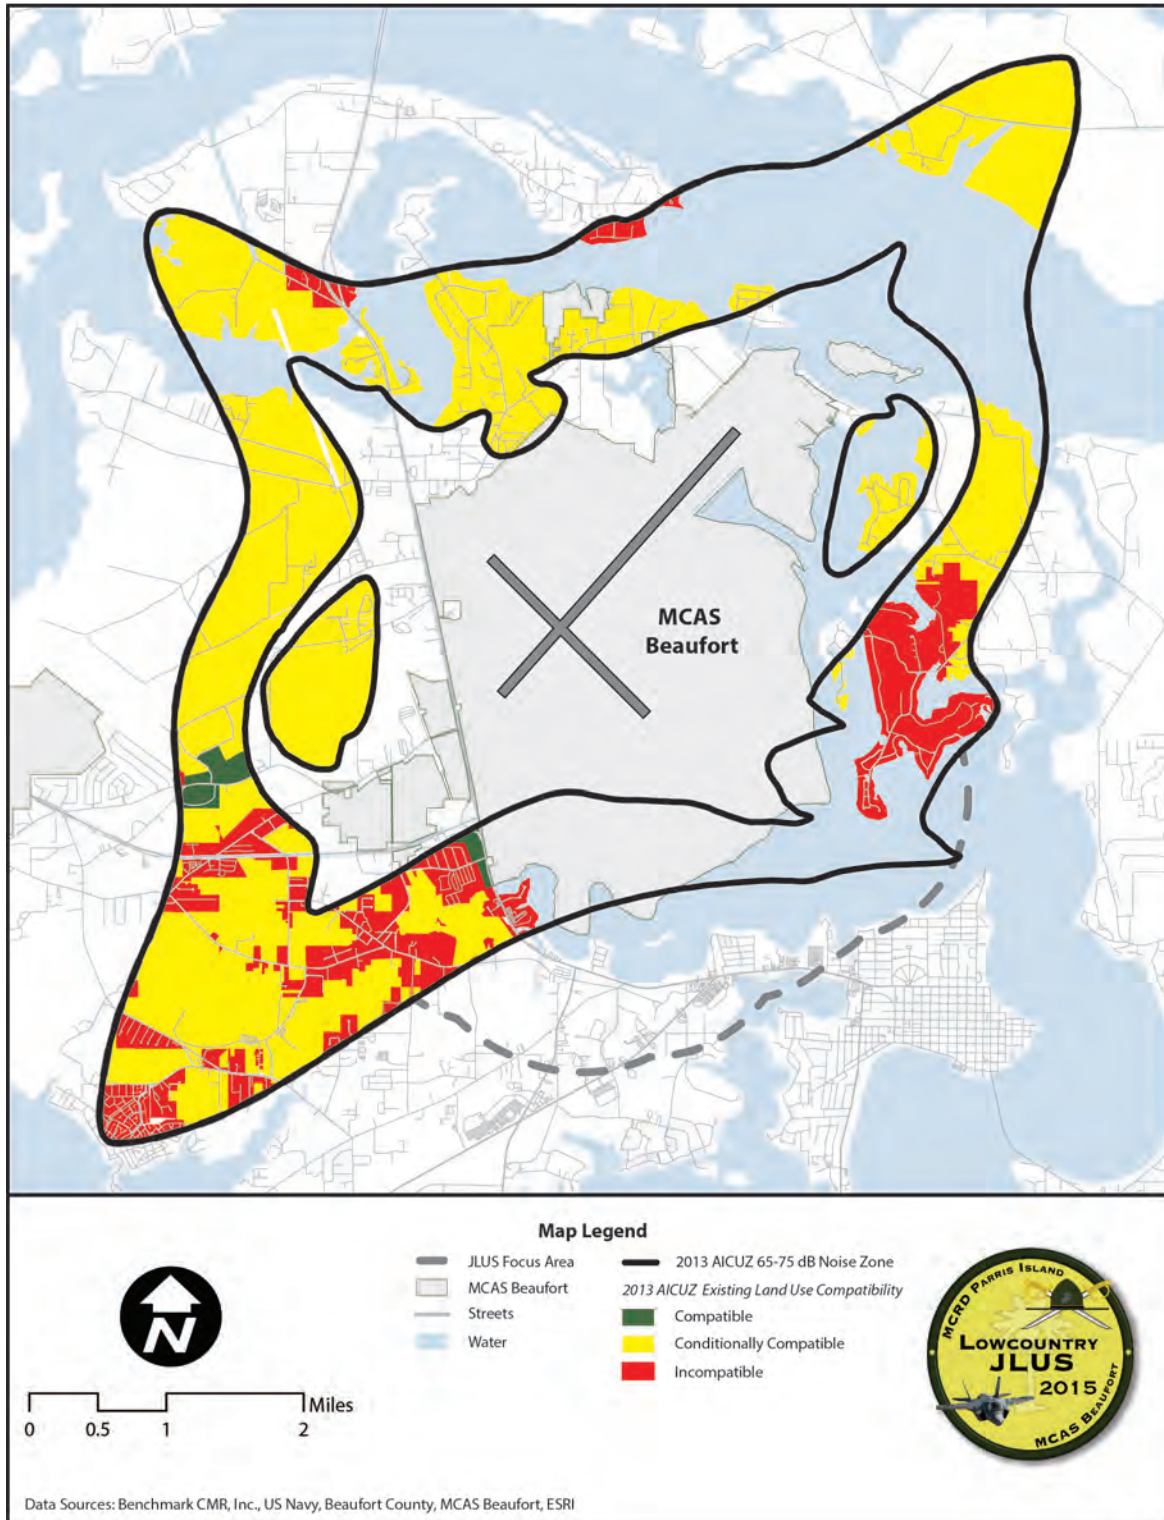 MCAS
Beaufort
Map Legend
JLUS Focus Area
MCAS Beaufort
Streets
Water
2013 AICUZ 65-75 dB Noise Zone
2013 AICUZ Existing Land Use Compatibility
Compatible
Conditionally Compatible
Incompatible
N
Miles
0 0.5 1 2
MCRD PARRIS ISLAND
LOWCOUNTRY
JLUS
2015
MCAS BEAUFORT
Data Sources: Benchmark CMR, Inc., US Navy, Beaufort County, MCAS Beaufort, ESRI